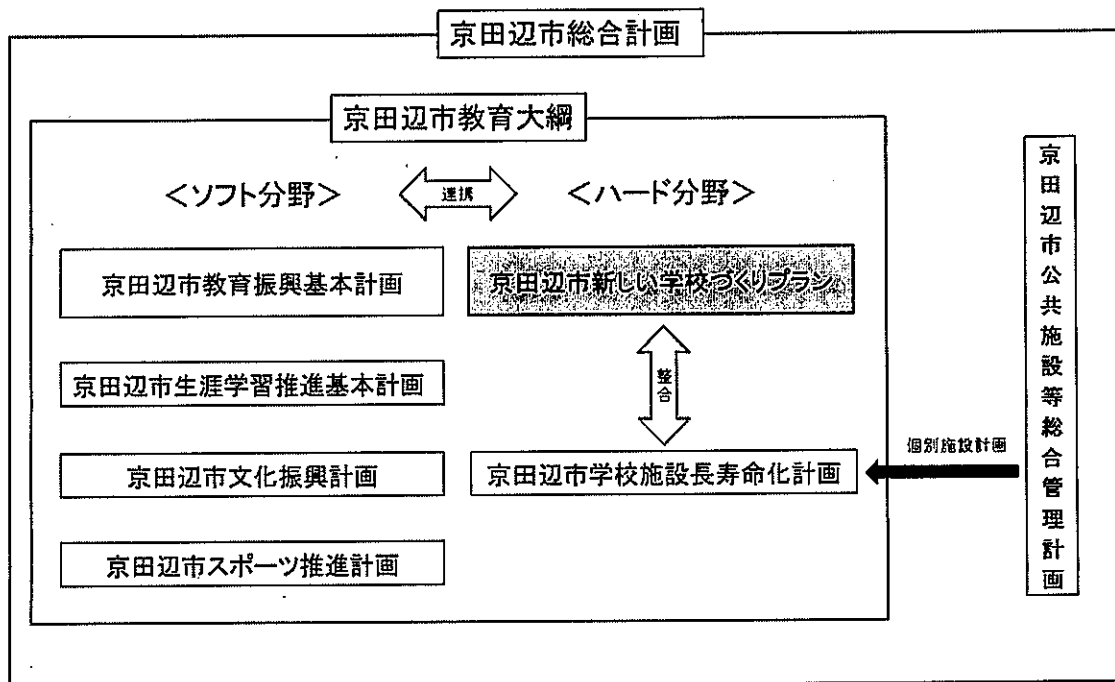 京田辺市総合計画
京田辺市教育大綱
＜ソフト分野＞
連携
＜ハード分野＞
京田辺市教育振興基本計画
京田辺市新しい学校づくりプラン
京田辺市生涯学習推進基本計画
整合
京田辺市文化振興計画
京田辺市学校施設長寿命化計画
個別施設計画
京田辺市スポーツ推進計画
京田辺市公共施設等総合管理計画